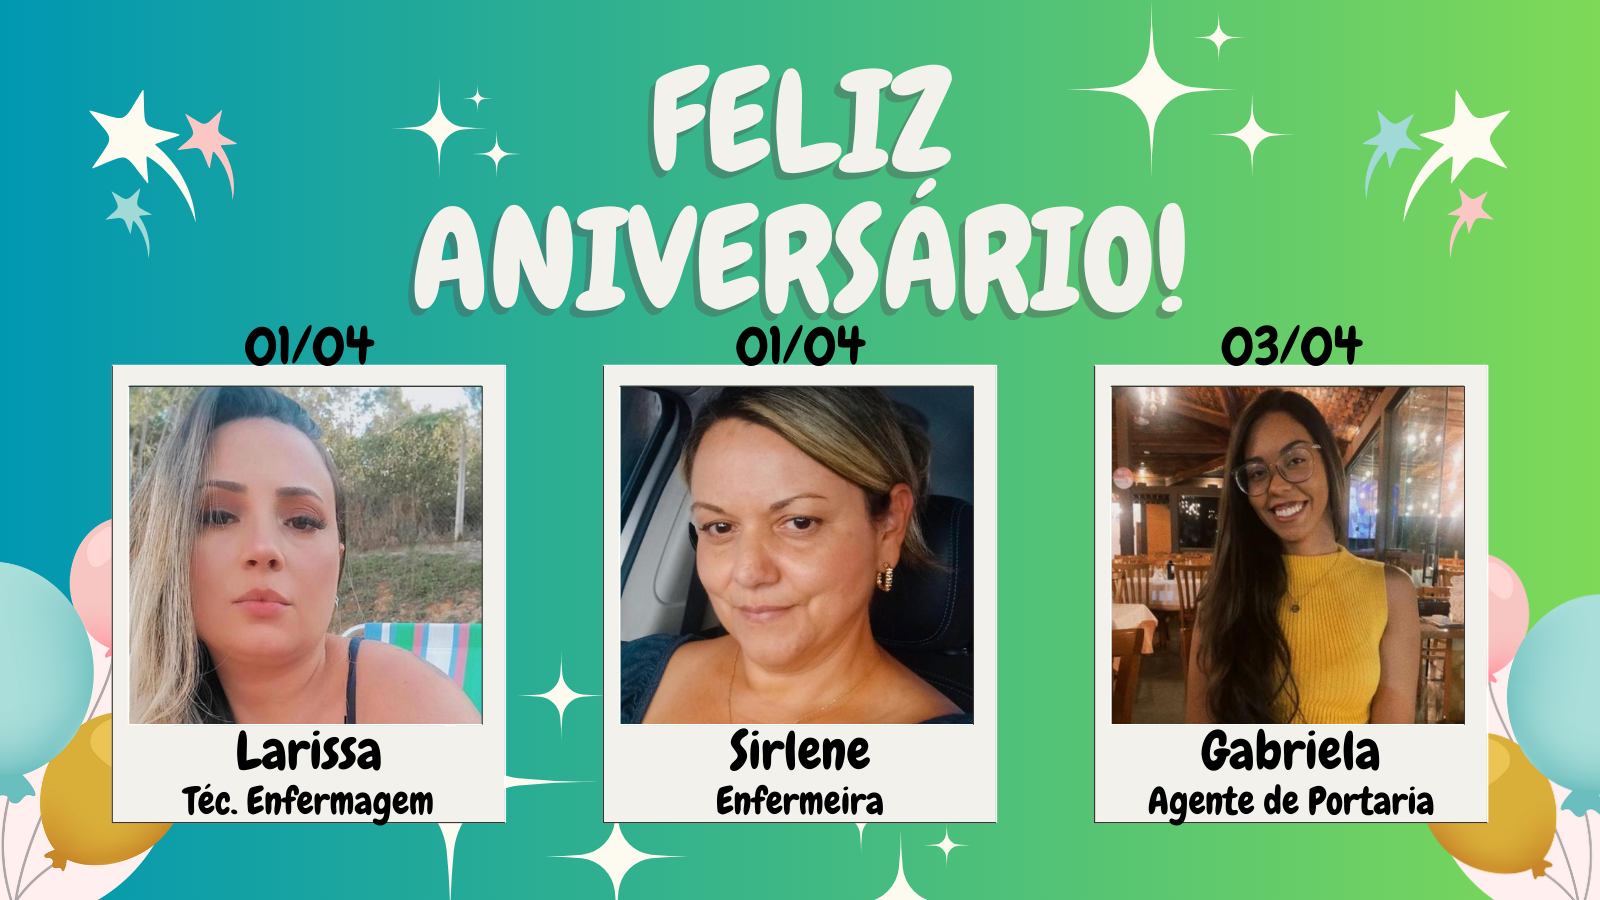 FELIZ
ANIVERSÁRIO!
01/04
Larissa
Téc. Enfermagem
01/04
Sirlene
Enfermeira
03/04
Gabriela
Agente de Portaria